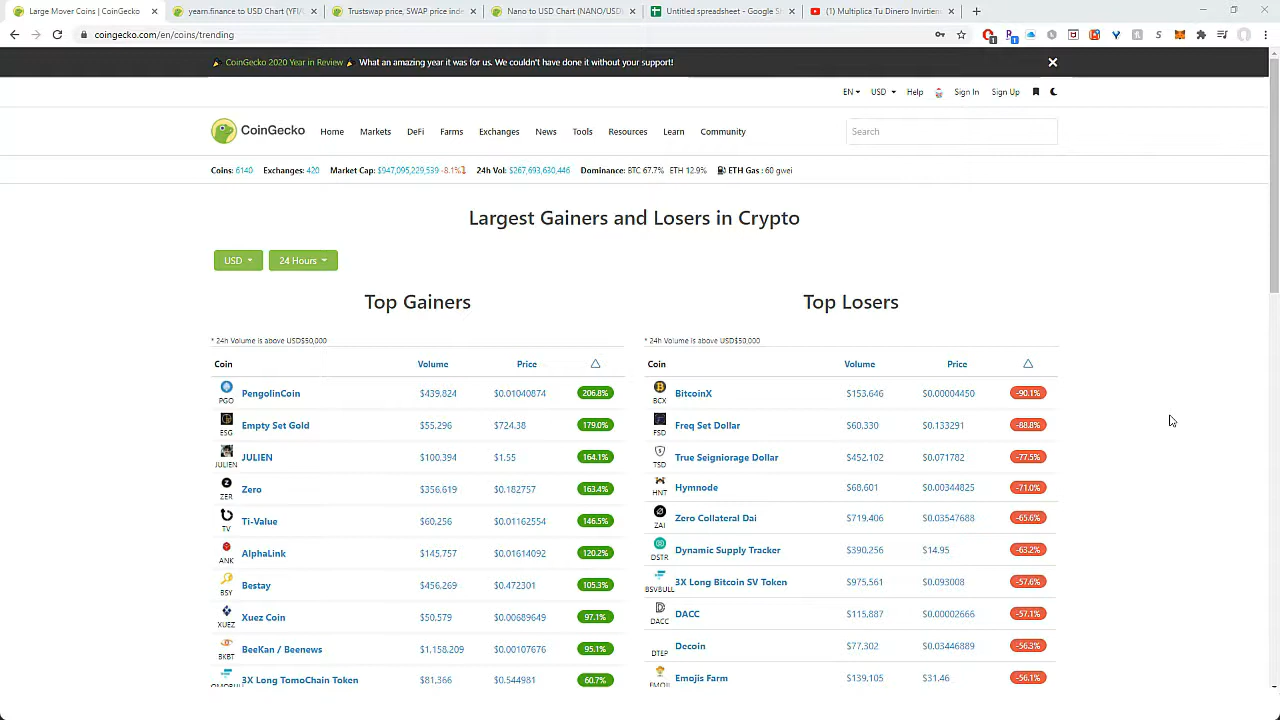 Large Mover Coins | CoinGecko
yearn.finance to USD Chart (YFI/
Trustswap price, SWAP price inde
Nano to USD Chart (NANO/USD)
Untitled spreadsheet - Google S
(1) Multiplica Tu Dinero Invirtien
coingecko.com/en/coins/trending
CoinGecko 2020 Year in Review What an amazing year it was for us. We couldn't have done it without your support!
EN USD Help Sign In Sign Up
CoinGecko Home Markets DeFi Farms Exchanges News Tools Resources Learn Community Search
Coins: 6140 Exchanges: 420 Market Cap: $947,095,229,539 -8.1% 24h Vol: $267,693,630,446 Dominance: BTC 67.7% ETH 12.9% ETH Gas: 60 gwei
Largest Gainers and Losers in Crypto
USD 24 Hours
Top Gainers
* 24h Volume is above USD$50,000
Coin Volume Price
PGO PengolinCoin $439,824 $0.01040874 206.8%
ESG Empty Set Gold $55,296 $724.38 179.0%
JULIEN JULIEN $100,394 $1.55 164.1%
ZER Zero $356,619 $0.182757 163.4%
TV Ti-Value $60,256 $0.01162554 146.5%
ANK AlphaLink $145,757 $0.01614092 120.2%
BSY Bestay $456,269 $0.472301 105.3%
XUEZ Xuez Coin $50,579 $0.00689649 97.1%
BKBT BeeKan / Beenews $1,158,209 $0.00107676 95.1%
3X Long TomoChain Token $81,366 $0.544981 60.7%
Top Losers
* 24h Volume is above USD$50,000
Coin Volume Price
BCX BitcoinX $153,646 $0.00004450 -90.1%
FSD Freq Set Dollar $60,330 $0.133291 -88.8%
TSD True Seigniorage Dollar $452,102 $0.071782 -77.5%
HNT Hymnode $68,601 $0.00344825 -71.0%
ZAI Zero Collateral Dai $719,406 $0.03547688 -65.6%
DSTR Dynamic Supply Tracker $390,256 $14.95 -63.2%
BSVBULL 3X Long Bitcoin SV Token $975,561 $0.093008 -57.6%
DACC DACC $115,887 $0.00002666 -57.1%
DTEP Decoin $77,302 $0.03446889 -56.3%
EMOJI Emojis Farm $139,105 $31.46 -56.1%